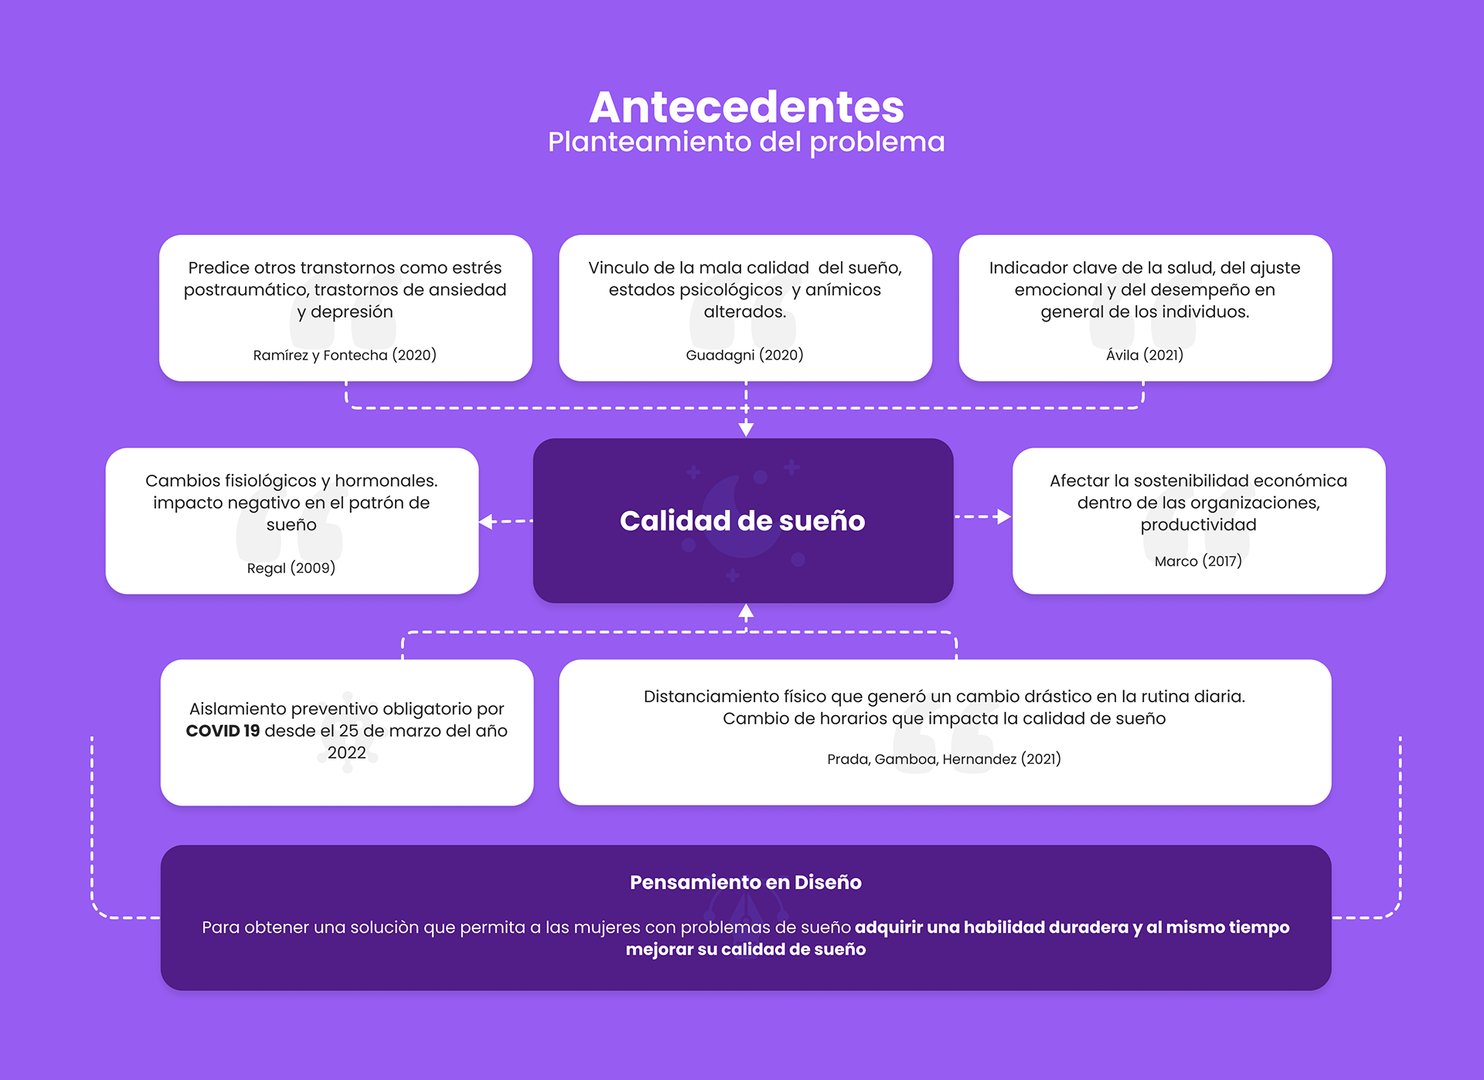 Antecedentes
Planteamiento del problema
Predice otros transtornos como estrés
postraumático, trastornos de ansiedad
y depresión
Ramírez y Fontecha (2020)
Vinculo de la mala calidad  del sueño,
estados psicológicos  y anímicos
alterados.
Guadagni (2020)
Indicador clave de la salud, del ajuste
emocional y del desempeño en
general de los individuos.
Ávila (2021)
Cambios fisiológicos y hormonales.
impacto negativo en el patrón de
sueño
Regal (2009)
Calidad de sueño
Afectar la sostenibilidad económica
dentro de las organizaciones,
productividad
Marco (2017)
Aislamiento preventivo obligatorio por
COVID 19 desde el 25 de marzo del año
2022
Distanciamiento físico que generó un cambio drástico en la rutina diaria.
Cambio de horarios que impacta la calidad de sueño
Prada, Gamboa, Hernandez (2021)
Pensamiento en Diseño
Para obtener una soluciòn que permita a las mujeres con problemas de sueño adquirir una habilidad duradera y al mismo tiempo
mejorar su calidad de sueño